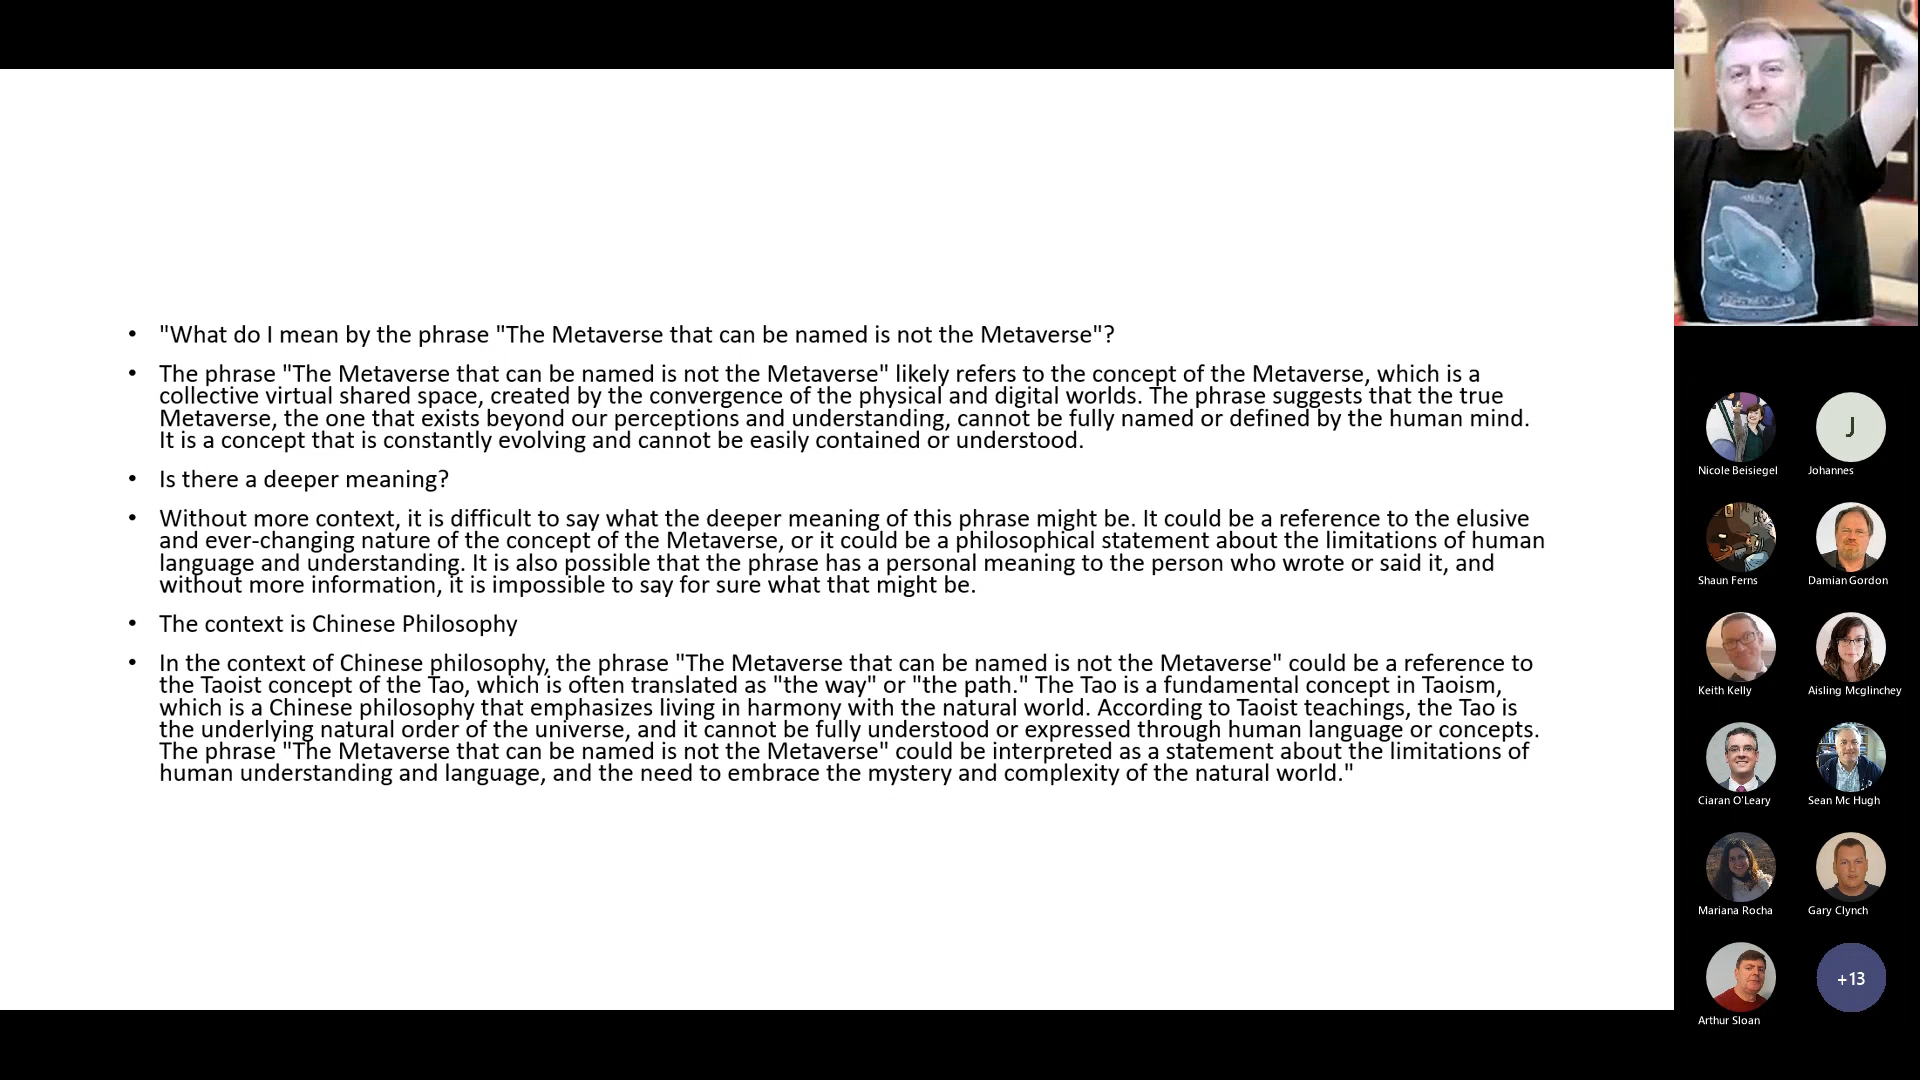 • "What do I mean by the phrase "The Metaverse that can be named is not the Metaverse"?
• The phrase "The Metaverse that can be named is not the Metaverse" likely refers to the concept of the Metaverse, which is a
collective virtual shared space, created by the convergence of the physical and digital worlds. The phrase suggests that the true
Metaverse, the one that exists beyond our perceptions and understanding, cannot be fully named or defined by the human mind.
It is a concept that is constantly evolving and cannot be easily contained or understood.
• Is there a deeper meaning?
• Without more context, it is difficult to say what the deeper meaning of this phrase might be. It could be a reference to the elusive
and ever-changing nature of the concept of the Metaverse, or it could be a philosophical statement about the limitations of human
language and understanding. It is also possible that the phrase has a personal meaning to the person who wrote or said it, and
without more information, it is impossible to say for sure what that might be.
• The context is Chinese Philosophy
• In the context of Chinese philosophy, the phrase "The Metaverse that can be named is not the Metaverse" could be a reference to
the Taoist concept of the Tao, which is often translated as "the way" or "the path." The Tao is a fundamental concept in Taoism,
which is a Chinese philosophy that emphasizes living in harmony with the natural world. According to Taoist teachings, the Tao is
the underlying natural order of the universe, and it cannot be fully understood or expressed through human language or concepts.
The phrase "The Metaverse that can be named is not the Metaverse" could be interpreted as a statement about the limitations of
human understanding and language, and the need to embrace the mystery and complexity of the natural world."
J
Nicole Beisiegel
Johannes
Shaun Ferns
Damian Gordon
Keith Kelly
Aisling Mcglinchey
Ciaran O'Leary
Sean Mc Hugh
Mariana Rocha
Gary Clynch
+13
Arthur Sloan